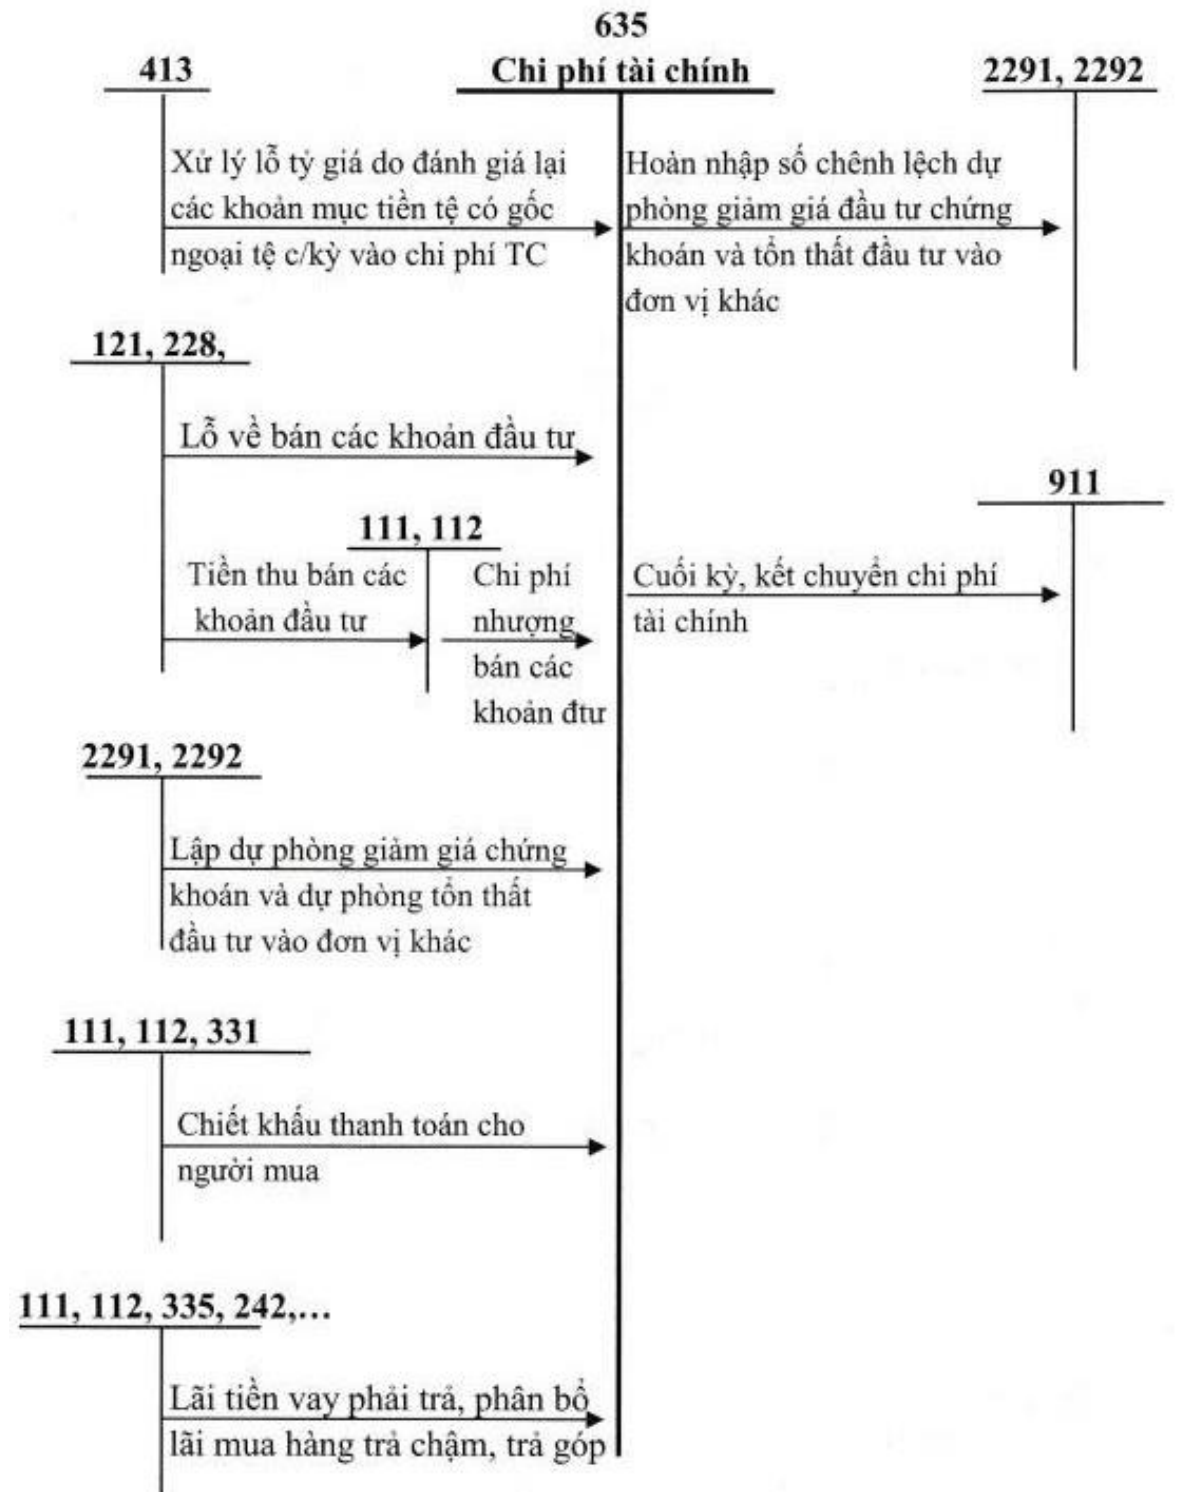 635
413
Chi phí tài chính
2291, 2292
Xử lý lỗ tỷ giá do đánh giá lại
các khoản mục tiền tệ có gốc
ngoại tệ c/kỳ vào chi phí TC
Hoàn nhập số chênh lệch dự
phòng giảm giá đầu tư chứng
khoán và tổn thất đầu tư vào
đơn vị khác
121, 228,
Lỗ về bán các khoản đầu tư
911
111, 112
Tiền thu bán các
khoản đầu tư
Chi phí
nhượng
bán các
khoản đtư
Cuối kỳ, kết chuyển chi phí
tài chính
2291, 2292
Lập dự phòng giảm giá chứng
khoán và dự phòng tổn thất
đầu tư vào đơn vị khác
111, 112, 331
Chiết khấu thanh toán cho
người mua
111, 112, 335, 242,...
Lãi tiền vay phải trả, phân bổ
lãi mua hàng trả chậm, trả góp